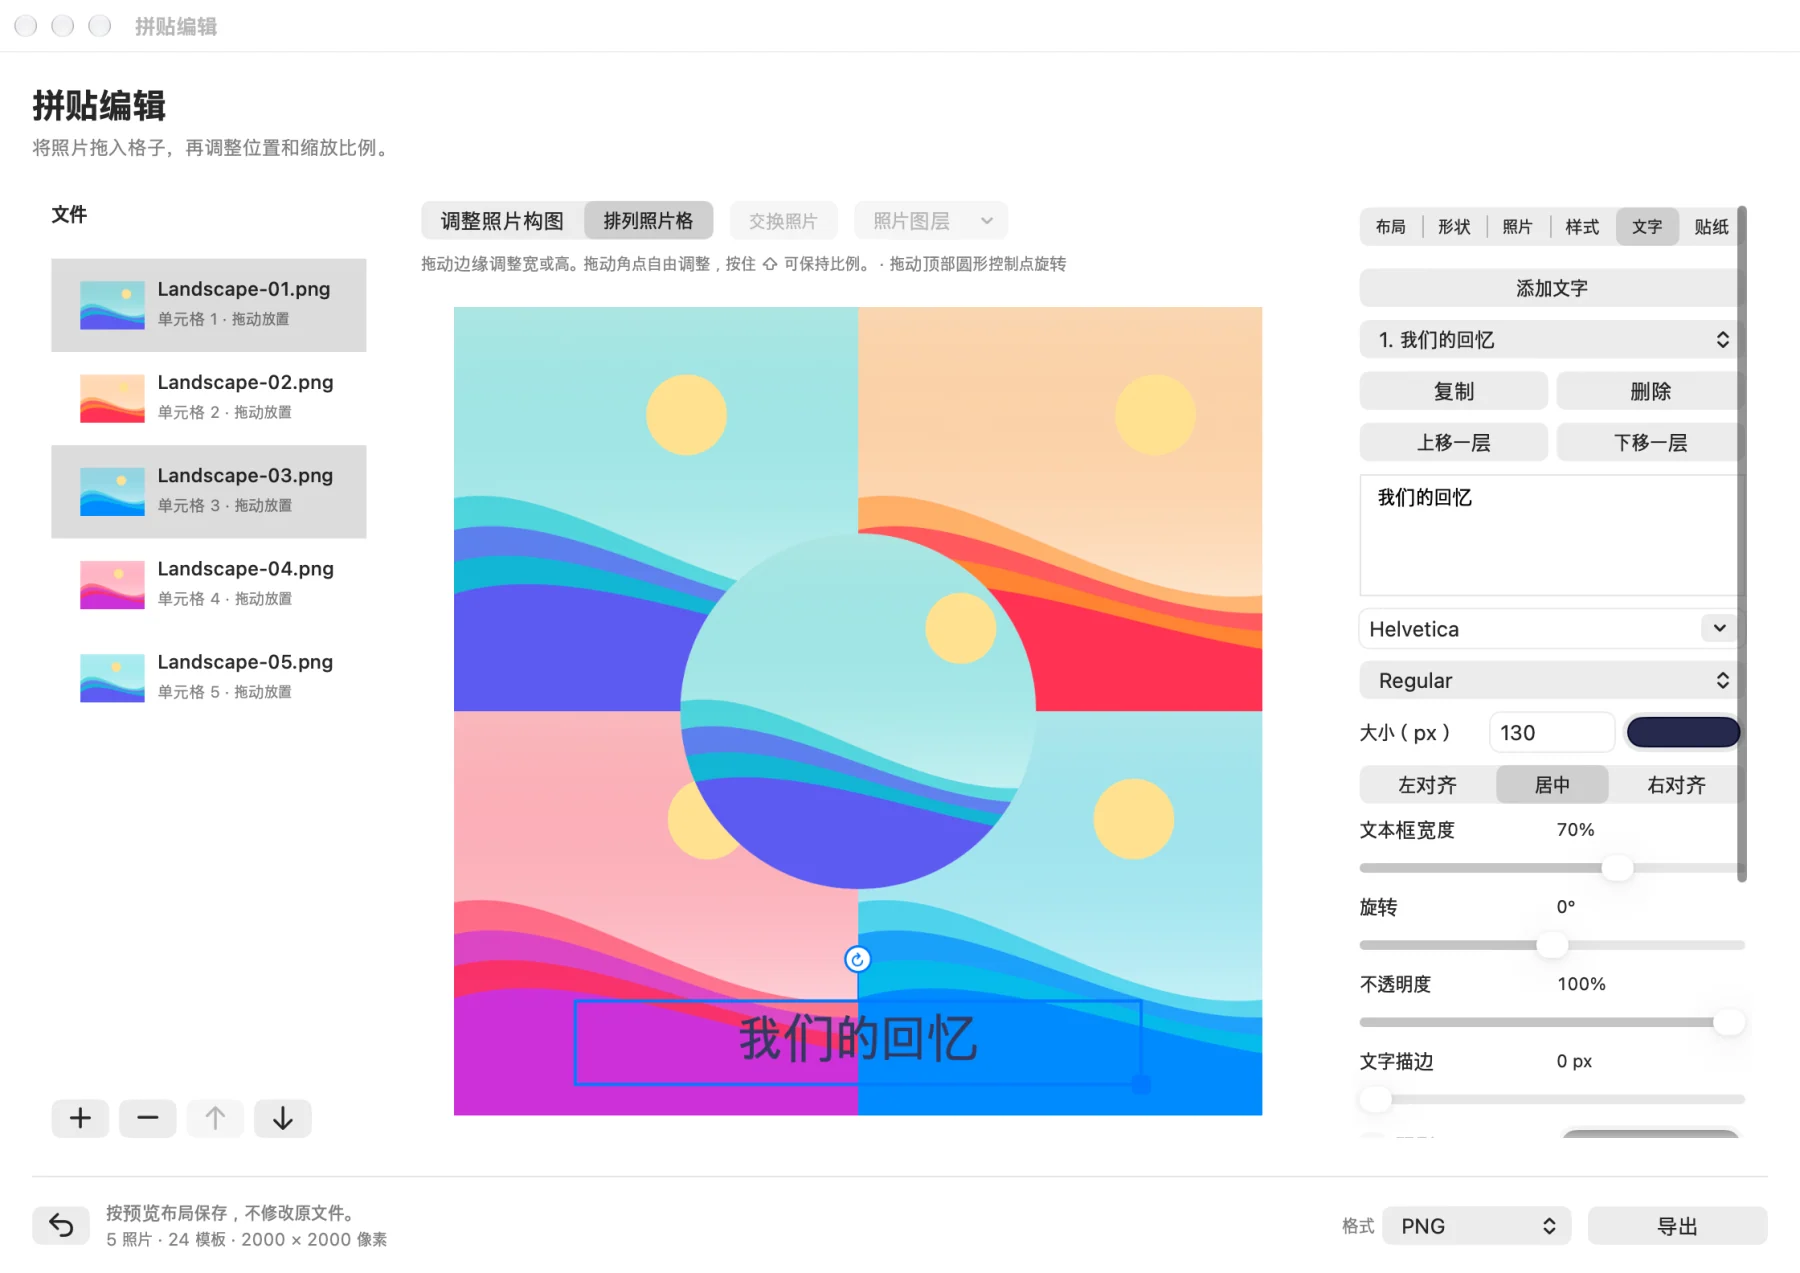 拼贴编辑
拼贴编辑
将照片拖入格子，再调整位置和缩放比例。
文件
Landscape-01.png
单元格 1 · 拖动放置
Landscape-02.png
单元格 2 · 拖动放置
Landscape-03.png
单元格 3 · 拖动放置
Landscape-04.png
单元格 4 · 拖动放置
Landscape-05.png
单元格 5 · 拖动放置
调整照片构图 排列照片格 交换照片 照片图层
拖动边缘调整宽或高。拖动角点自由调整，按住 ⇧ 可保持比例。 · 拖动顶部圆形控制点旋转
我们的回忆
布局 形状 照片 样式 文字 贴纸
添加文字
1. 我们的回忆
复制 删除
上移一层 下移一层
我们的回忆
Helvetica
Regular
大小（px） 130
左对齐 居中 右对齐
文本框宽度 70%
旋转 0°
不透明度 100%
文字描边 0 px
按预览布局保存，不修改原文件。
5 照片 · 24 模板 · 2000 × 2000 像素
格式 PNG 导出